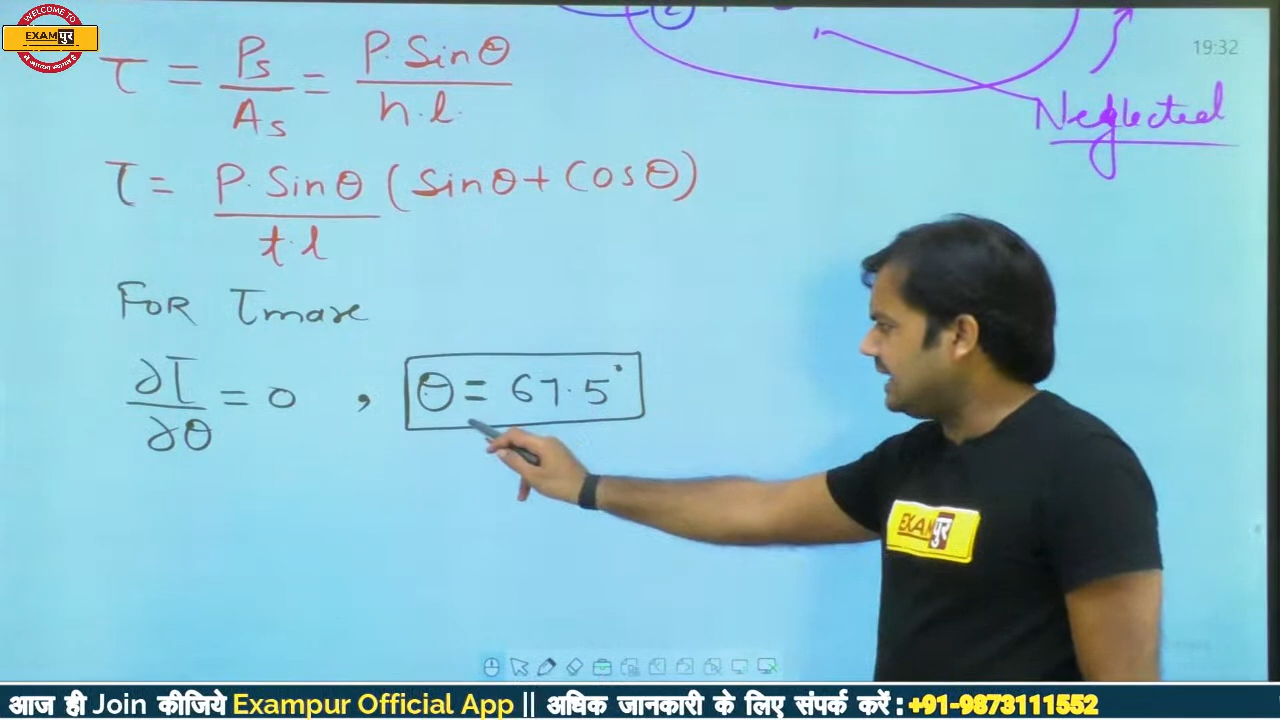 WELCOME TO
EXAMपुर
19:32
Neglected
τ = Ps/As = P·Sinθ/h·l·
τ = P·Sinθ/t·l (Sinθ + Cosθ)
FOR τmax
∂τ/∂θ = 0 , θ = 67.5°
EXAMपुर
आज ही Join कीजिये Exampur Official App || अधिक जानकारी के लिए संपर्क करें : +91-9873111552